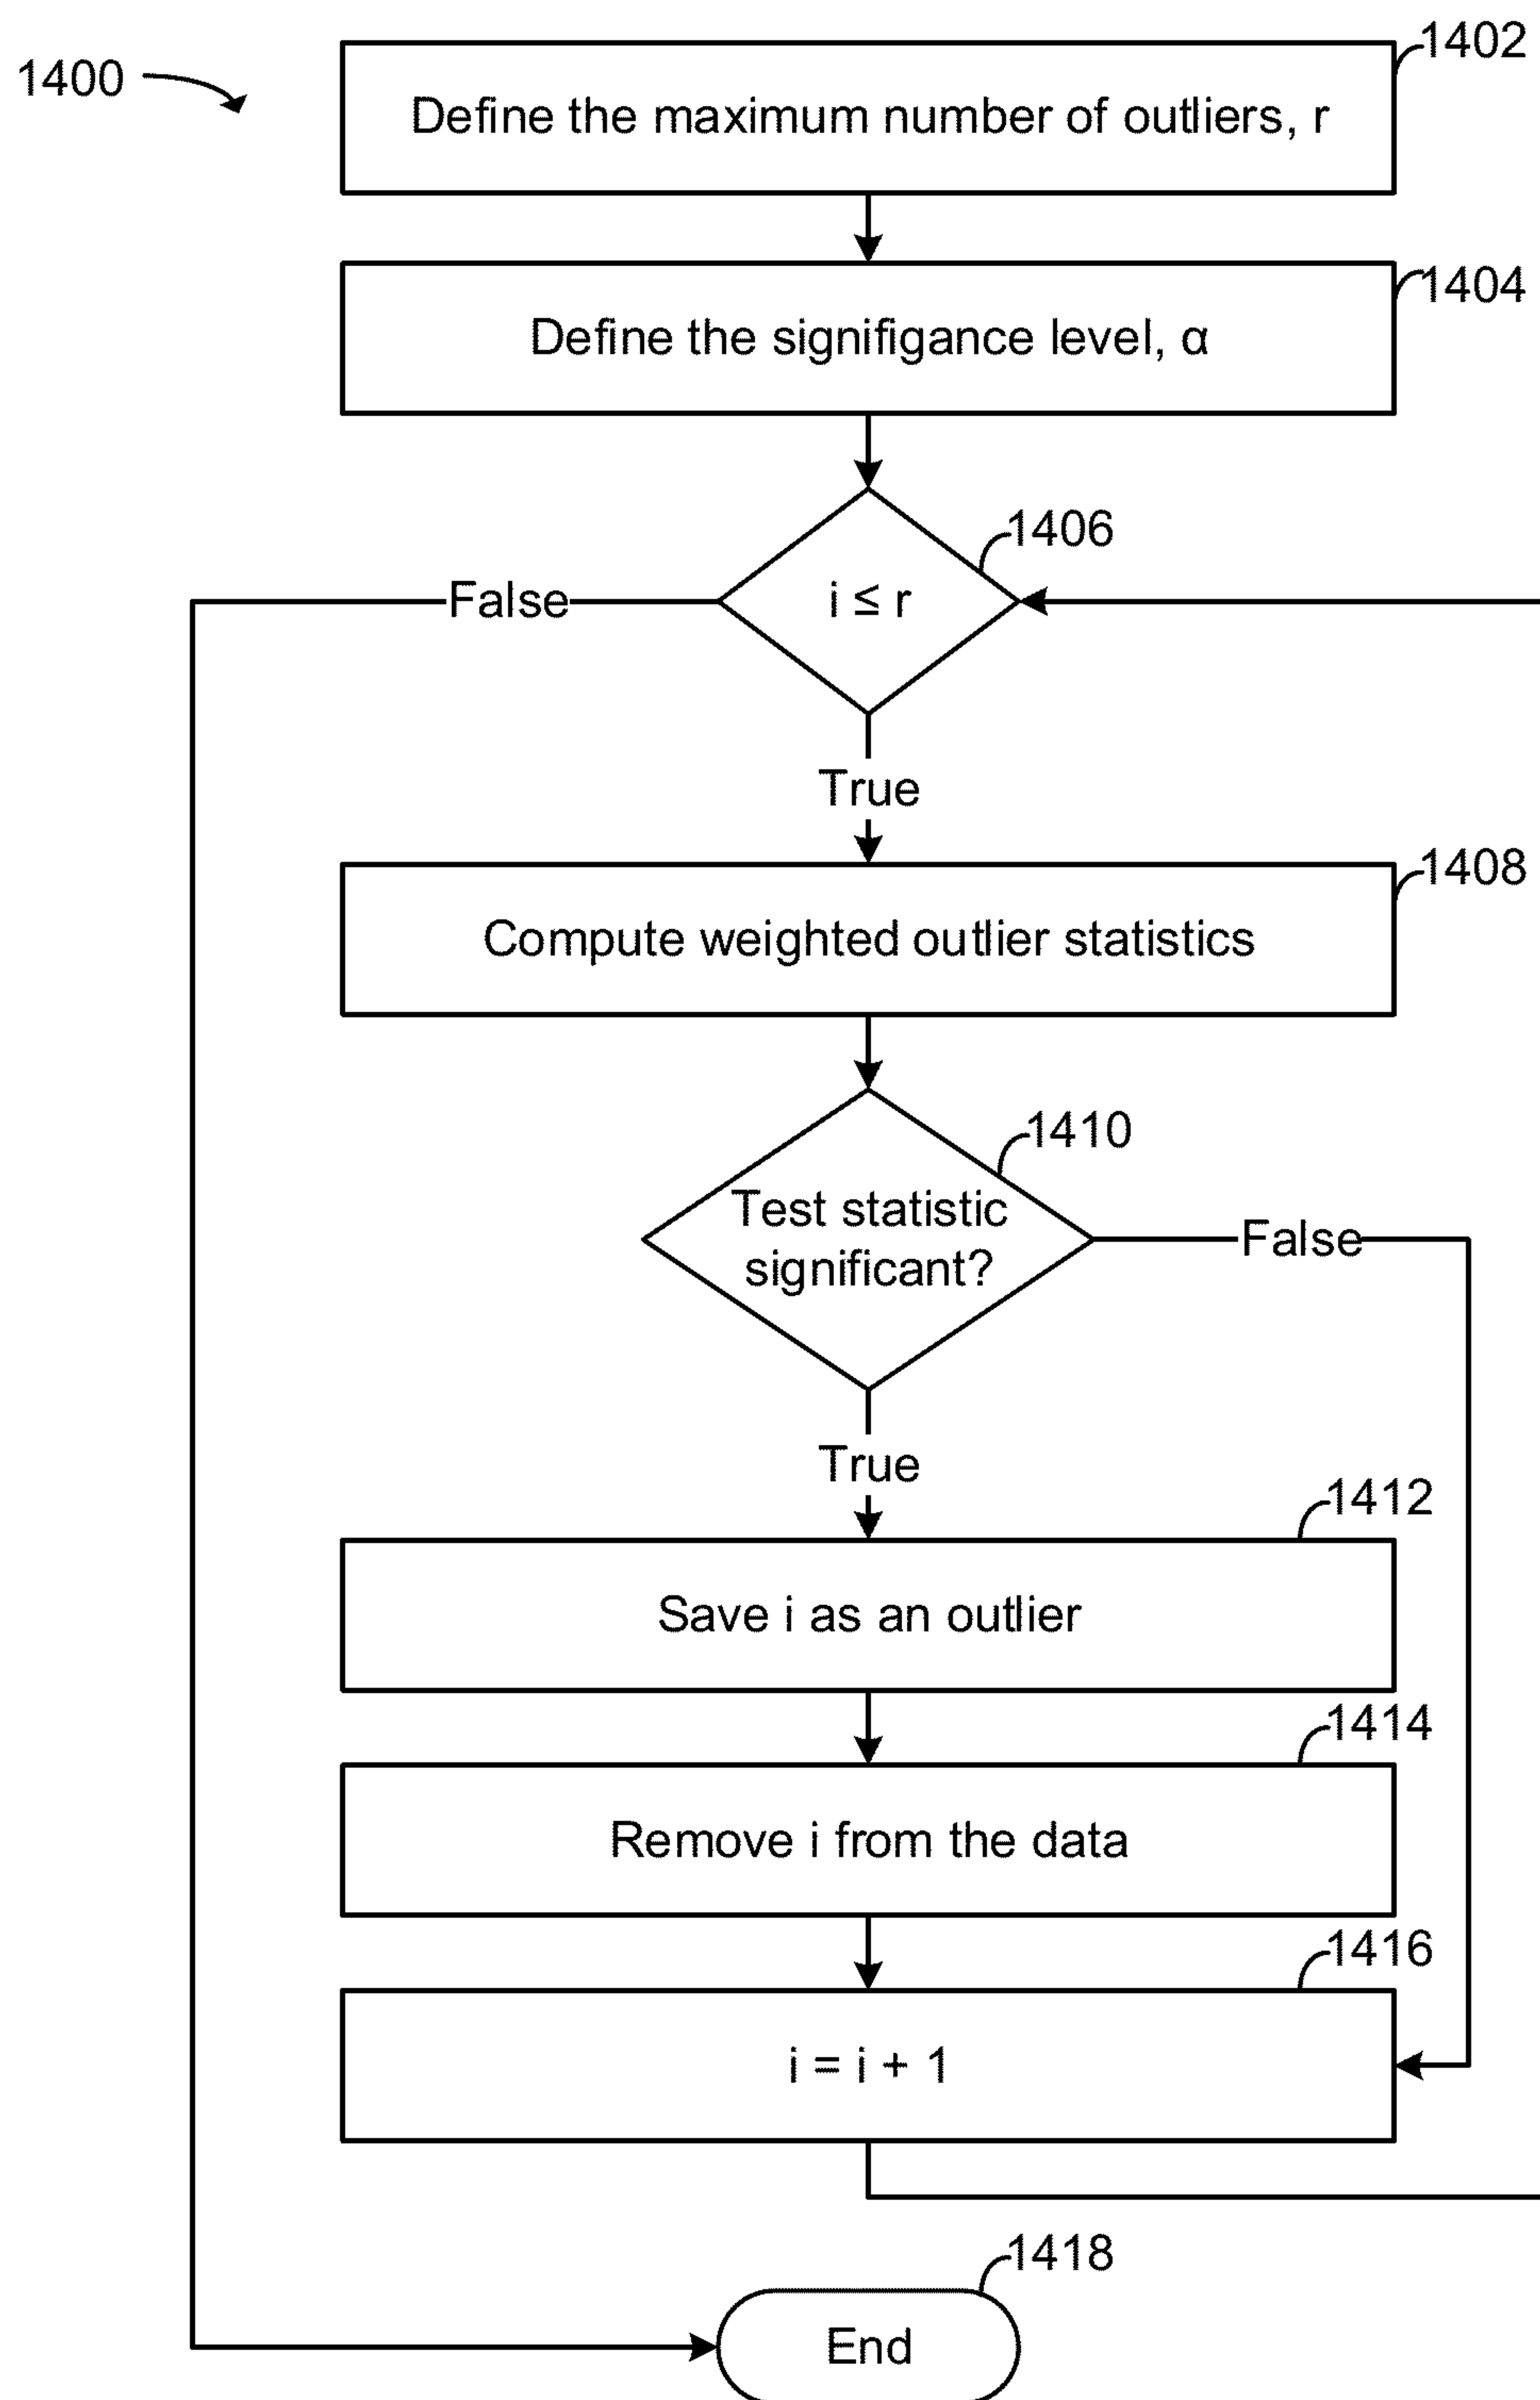 1400
1402
Define the maximum number of outliers, r
1404
Define the signifigance level, α
1406
i ≤ r
False
True
1408
Compute weighted outlier statistics
1410
Test statistic
significant?
False
True
1412
Save i as an outlier
1414
Remove i from the data
1416
i = i + 1
1418
End